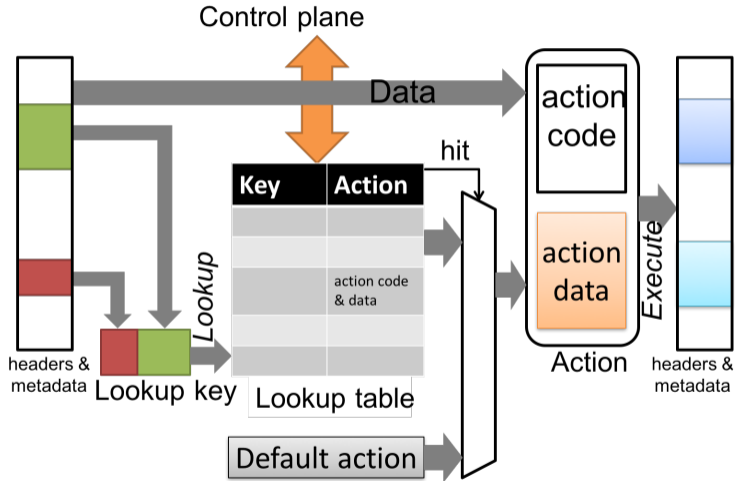 Control plane
Data
action
code
hit
Key Action
Lookup
action code
& data
action
data
Execute
headers &
metadata
Lookup key
Lookup table
Action
headers &
metadata
Default action